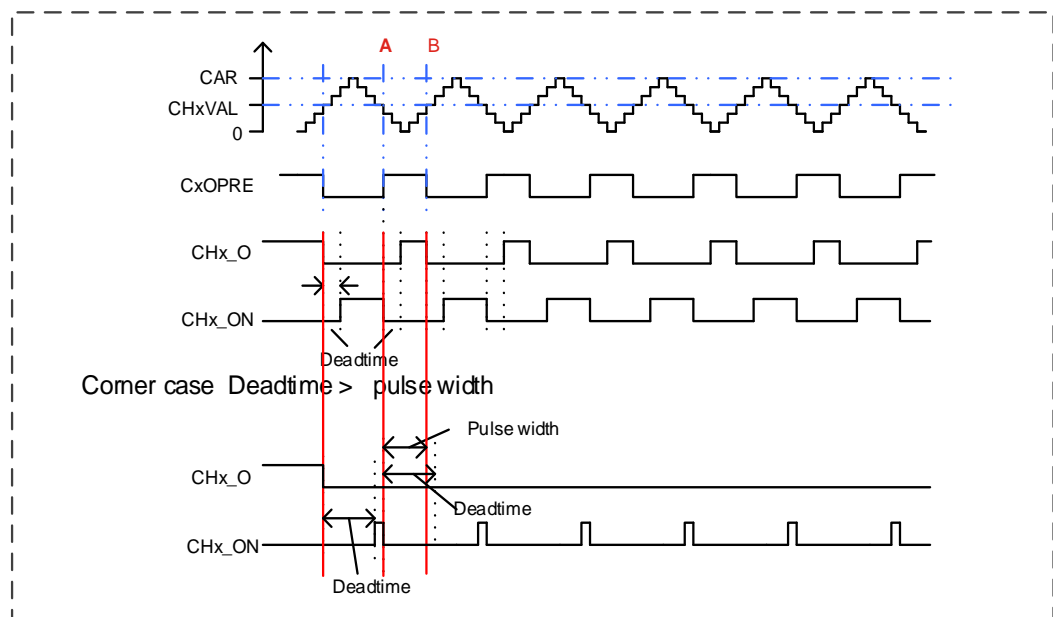 A B
CAR
CHxVAL
0
CxOPRE
CHx_O
CHx_ON
Deadtime
Corner case Deadtime > pulse width
Pulse width
CHx_O
Deadtime
CHx_ON
Deadtime